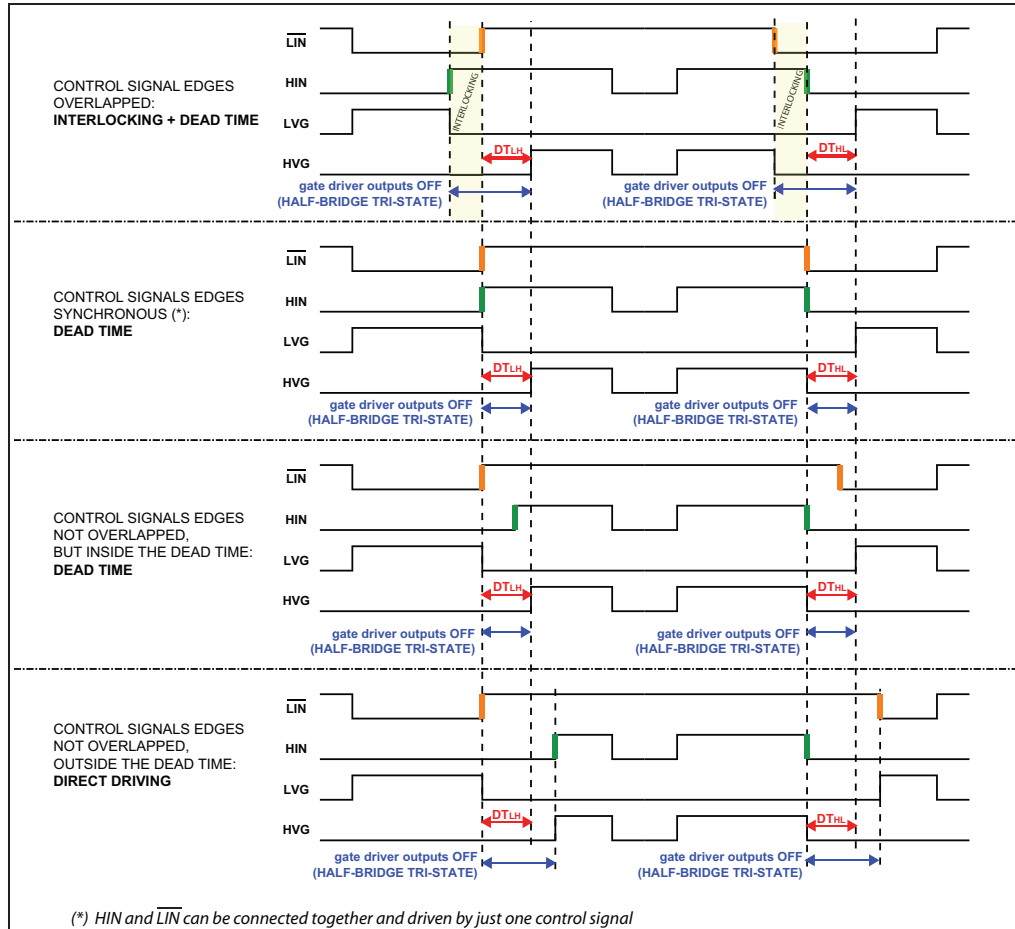 LIN
HIN
LVG
HVG
CONTROL SIGNAL EDGES
OVERLAPPED:
INTERLOCKING + DEAD TIME
INTERLOCKING
INTERLOCKING
DTLH
DTHL
gate driver outputs OFF
(HALF-BRIDGE TRI-STATE)
gate driver outputs OFF
(HALF-BRIDGE TRI-STATE)
LIN
HIN
LVG
HVG
CONTROL SIGNALS EDGES
SYNCHRONOUS (*):
DEAD TIME
DTLH
DTHL
gate driver outputs OFF
(HALF-BRIDGE TRI-STATE)
gate driver outputs OFF
(HALF-BRIDGE TRI-STATE)
LIN
HIN
LVG
HVG
CONTROL SIGNALS EDGES
NOT OVERLAPPED,
BUT INSIDE THE DEAD TIME:
DEAD TIME
DTLH
DTHL
gate driver outputs OFF
(HALF-BRIDGE TRI-STATE)
gate driver outputs OFF
(HALF-BRIDGE TRI-STATE)
LIN
HIN
LVG
HVG
CONTROL SIGNALS EDGES
NOT OVERLAPPED,
OUTSIDE THE DEAD TIME:
DIRECT DRIVING
DTLH
DTHL
gate driver outputs OFF
(HALF-BRIDGE TRI-STATE)
gate driver outputs OFF
(HALF-BRIDGE TRI-STATE)
(*) HIN and LIN can be connected together and driven by just one control signal